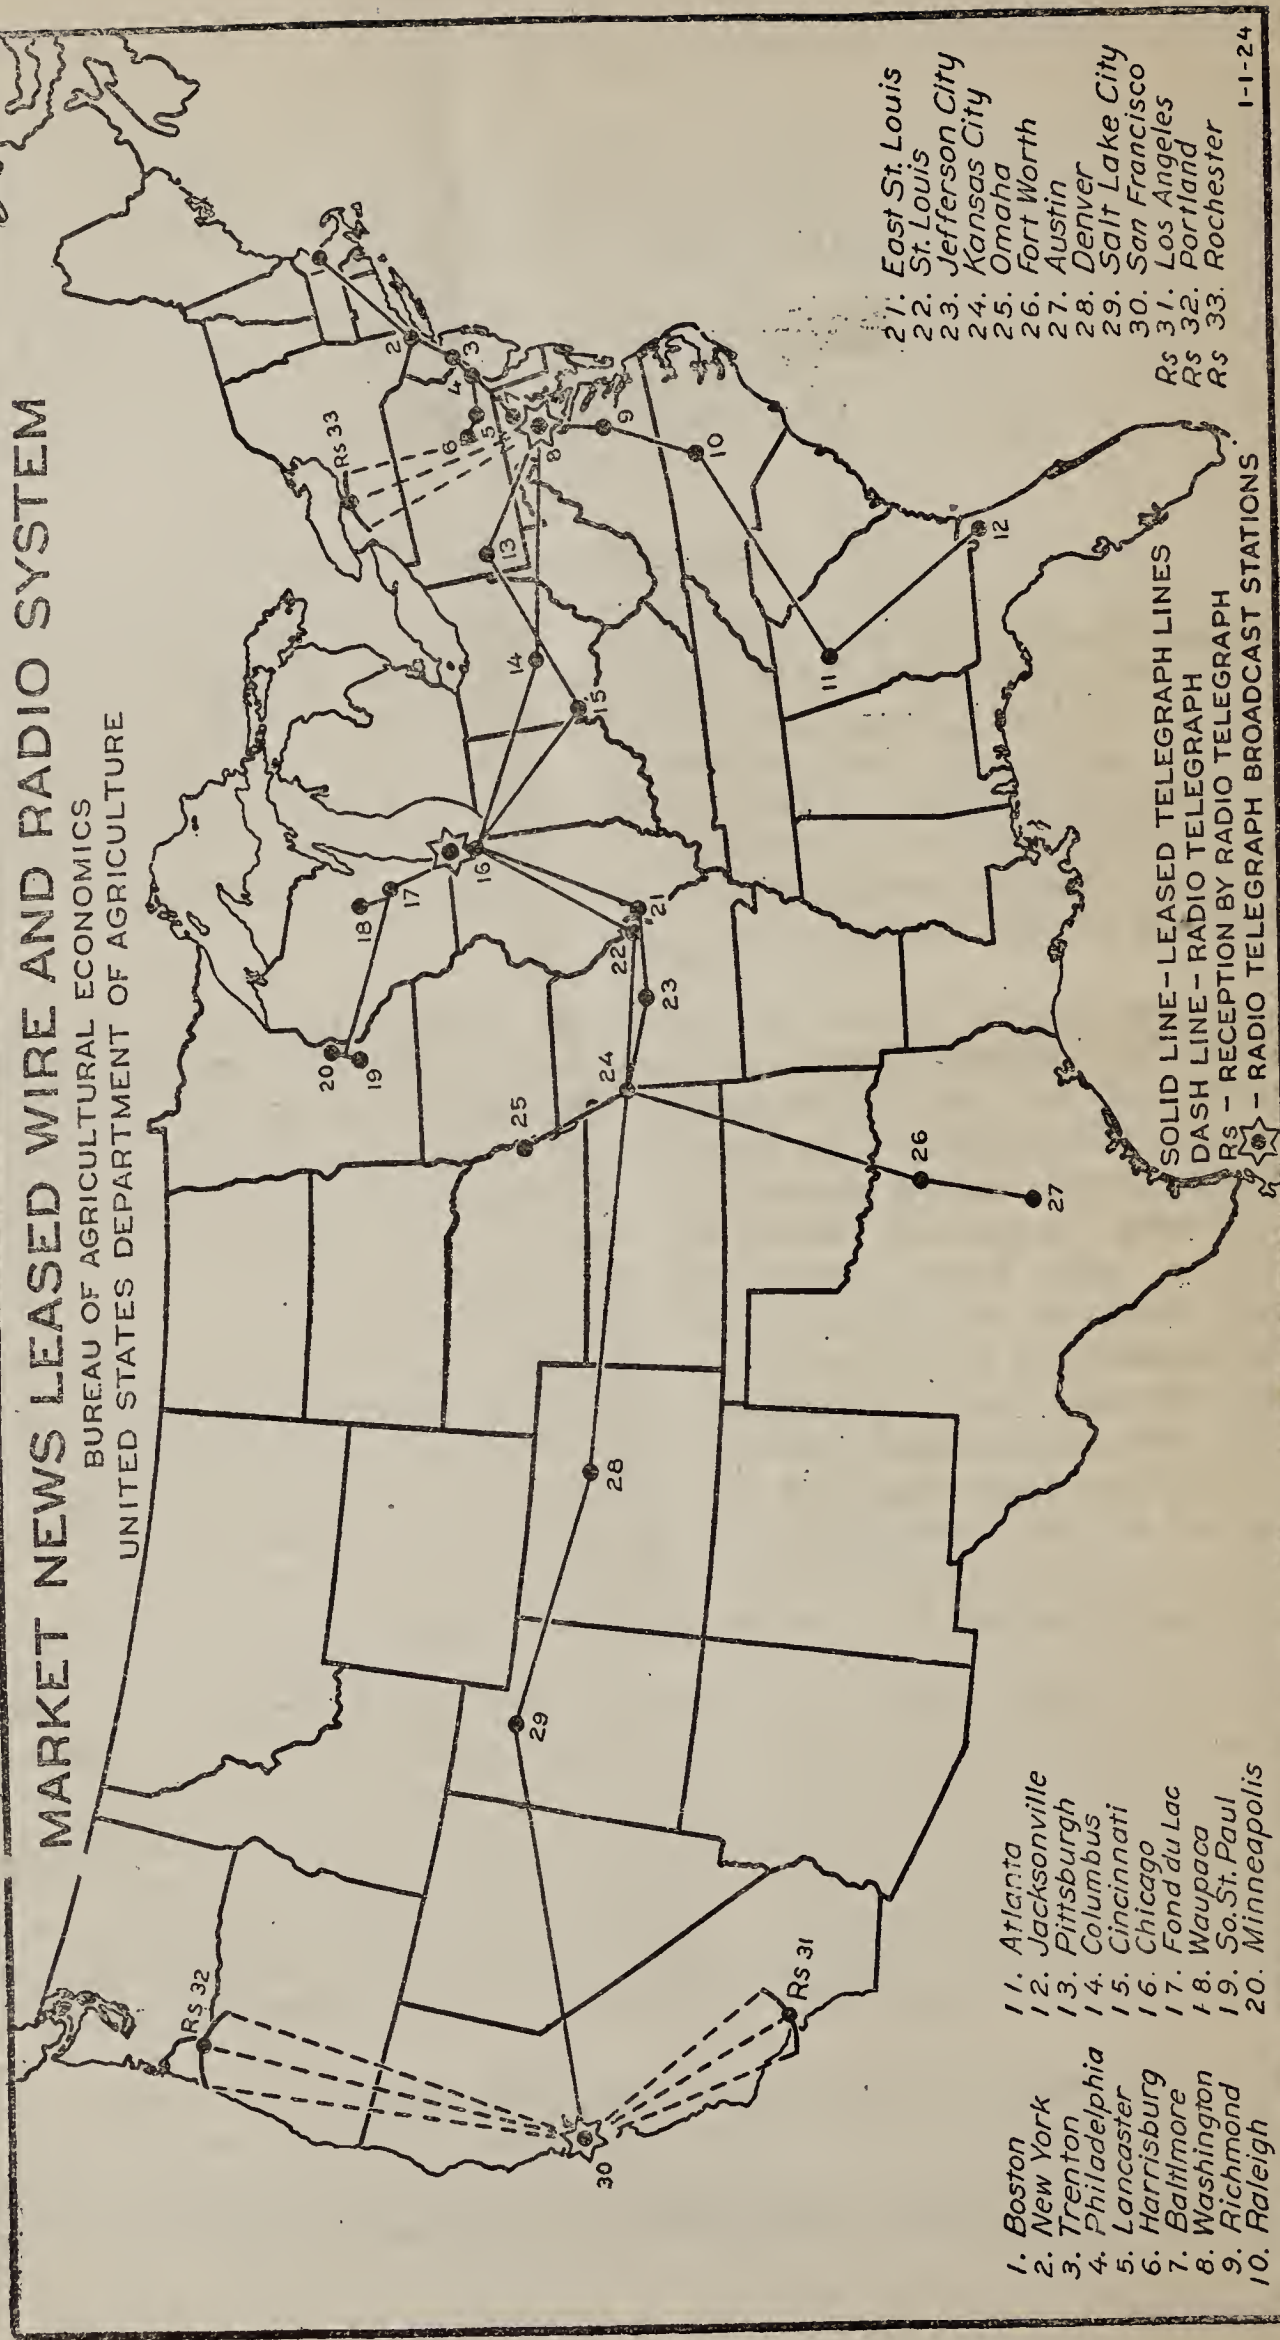 MARKET NEWS LEASED WIRE AND RADIO SYSTEM
BUREAU OF AGRICULTURAL ECONOMICS
UNITED STATES DEPARTMENT OF AGRICULTURE
Rs 32
30
Rs 31
29
28
27
26
25
24
23
22
21
20
19
18
17
16
15
14
13
12
11
10
9
8
7
6
5
4
3
2
1
Rs 33
1. Boston
2. New York
3. Trenton
4. Philadelphia
5. Lancaster
6. Harrisburg
7. Baltimore
8. Washington
9. Richmond
10. Raleigh
11. Atlanta
12. Jacksonville
13. Pittsburgh
14. Columbus
15. Cincinnati
16. Chicago
17. Fond du Lac
18. Waupaca
19. So. St. Paul
20. Minneapolis
SOLID LINE – LEASED TELEGRAPH LINES
DASH LINE – RADIO TELEGRAPH
RS – RECEPTION BY RADIO TELEGRAPH
– RADIO TELEGRAPH BROADCAST STATIONS
21. East St. Louis
22. St. Louis
23. Jefferson City
24. Kansas City
25. Omaha
26. Fort Worth
27. Austin
28. Denver
29. Salt Lake City
30. San Francisco
Rs 31. Los Angeles
Rs 32. Portland
Rs 33. Rochester
1-1-24